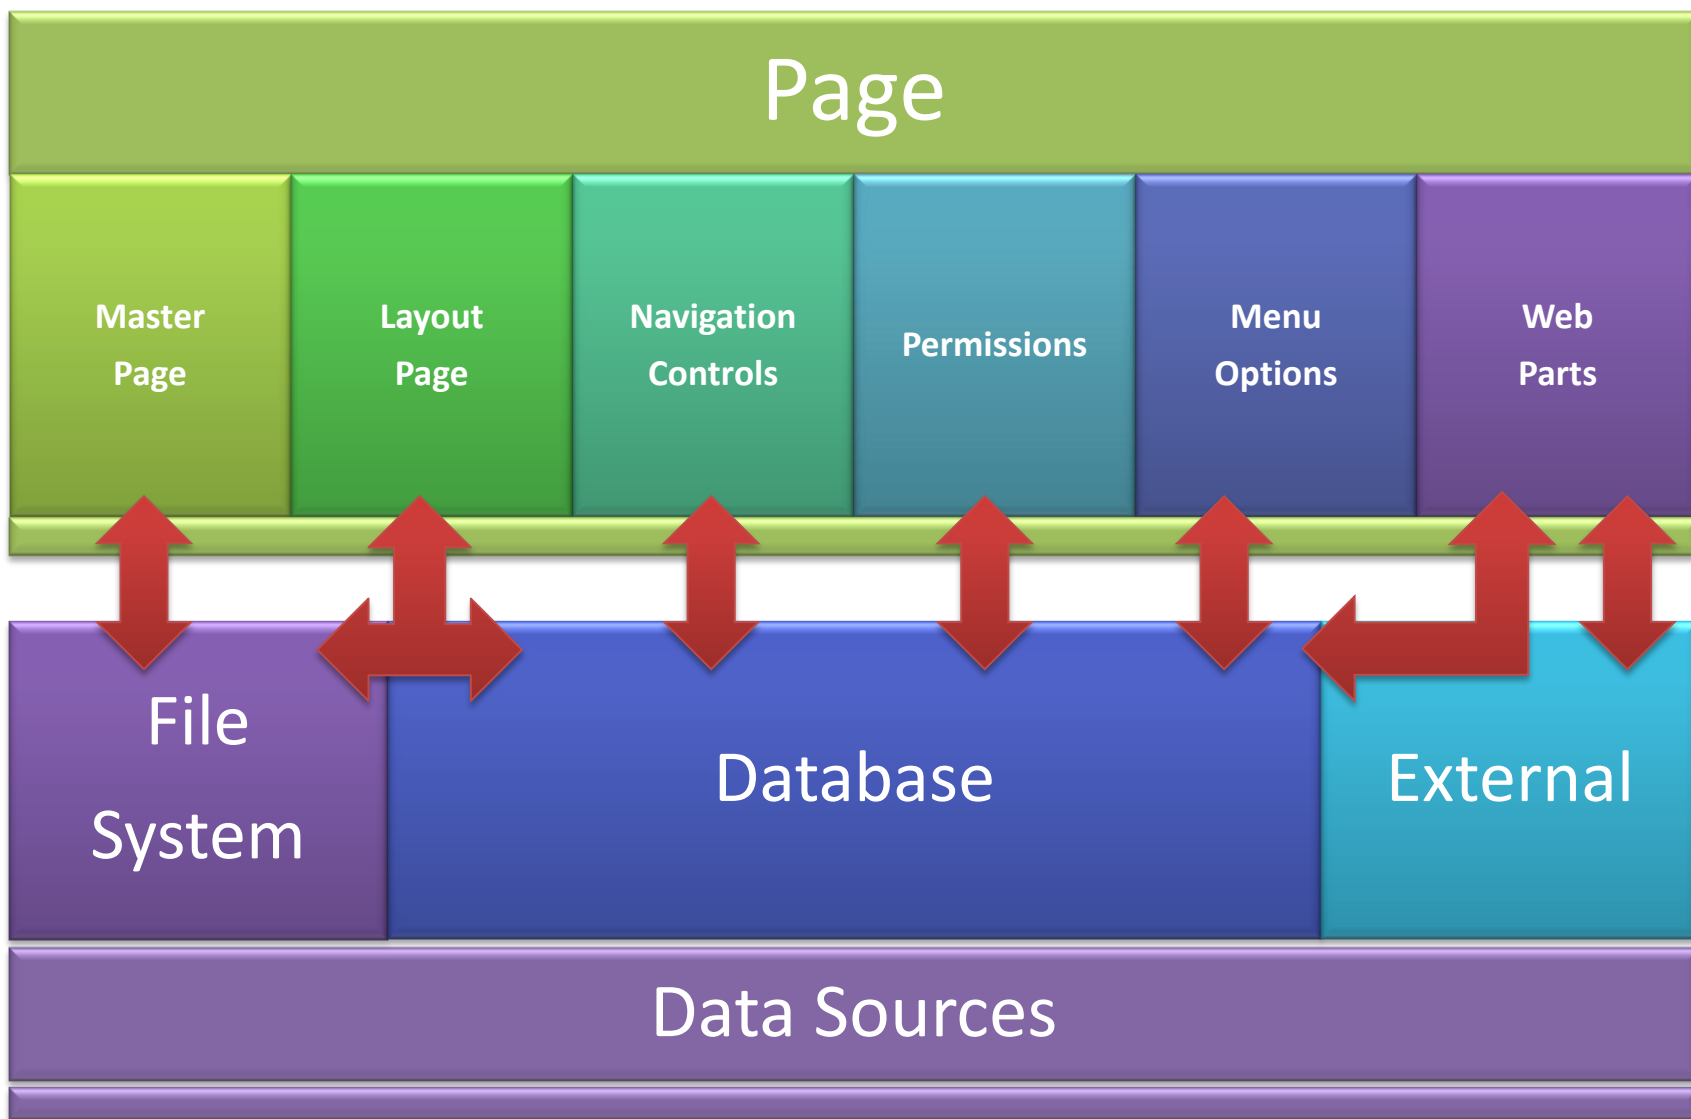 Page
Master
Page
Layout
Page
Navigation
Controls
Permissions
Menu
Options
Web
Parts
File
System
Database
External
Data Sources